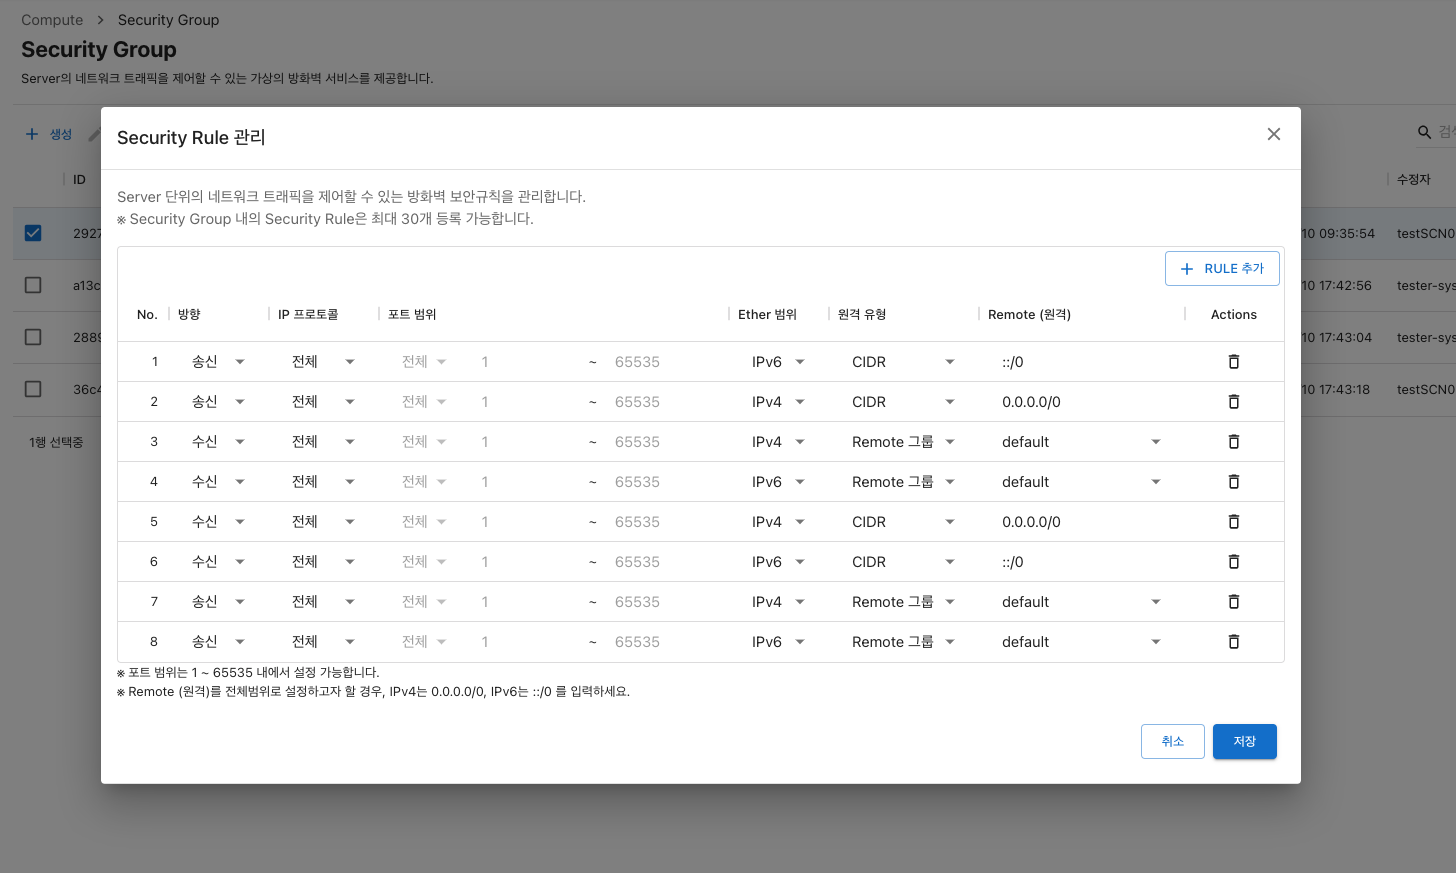 Compute > Security Group
Security Group
Server의 네트워크 트래픽을 제어할 수 있는 가상의 방화벽 서비스를 제공합니다.
+ 생성
ID
수정자
2927
10 09:35:54 testSCN0
a13c
10 17:42:56 tester-sys
2889
10 17:43:04 tester-sys
36c4
10 17:43:18 testSCN0
1행 선택중
Security Rule 관리
Server 단위의 네트워크 트래픽을 제어할 수 있는 방화벽 보안규칙을 관리합니다.
※ Security Group 내의 Security Rule은 최대 30개 등록 가능합니다.
+ RULE 추가
No. 방향 IP 프로토콜 포트 범위 Ether 범위 원격 유형 Remote (원격) Actions
1 송신 전체 전체 1 ~ 65535 IPv6 CIDR ::/0
2 송신 전체 전체 1 ~ 65535 IPv4 CIDR 0.0.0.0/0
3 수신 전체 전체 1 ~ 65535 IPv4 Remote 그룹 default
4 수신 전체 전체 1 ~ 65535 IPv6 Remote 그룹 default
5 수신 전체 전체 1 ~ 65535 IPv4 CIDR 0.0.0.0/0
6 수신 전체 전체 1 ~ 65535 IPv6 CIDR ::/0
7 송신 전체 전체 1 ~ 65535 IPv4 Remote 그룹 default
8 송신 전체 전체 1 ~ 65535 IPv6 Remote 그룹 default
※ 포트 범위는 1 ~ 65535 내에서 설정 가능합니다.
※ Remote (원격)를 전체범위로 설정하고자 할 경우, IPv4는 0.0.0.0/0, IPv6는 ::/0 를 입력하세요.
취소 저장